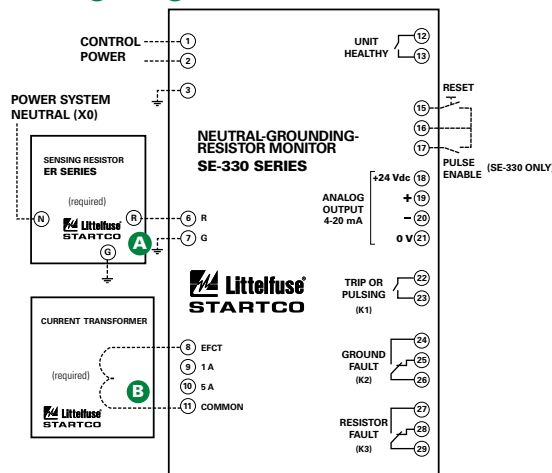 CONTROL
POWER
1
2
3
POWER SYSTEM
NEUTRAL (X0)
SENSING RESISTOR
ER SERIES
(required)
N
R
Littelfuse®
STARTCO
G
A
6 R
7 G
NEUTRAL-GROUNDING-
RESISTOR MONITOR
SE-330 SERIES
Littelfuse®
STARTCO
CURRENT TRANSFORMER
(required)
B
Littelfuse®
STARTCO
8 EFCT
9 1 A
10 5 A
11 COMMON
UNIT
HEALTHY
12
13
RESET
15
16
17
PULSE
ENABLE
(SE-330 ONLY)
+24 Vdc 18
ANALOG
OUTPUT
4-20 mA
+ 19
– 20
0 V 21
TRIP OR
PULSING
(K1)
22
23
GROUND
FAULT
(K2)
24
25
26
RESISTOR
FAULT
(K3)
27
28
29